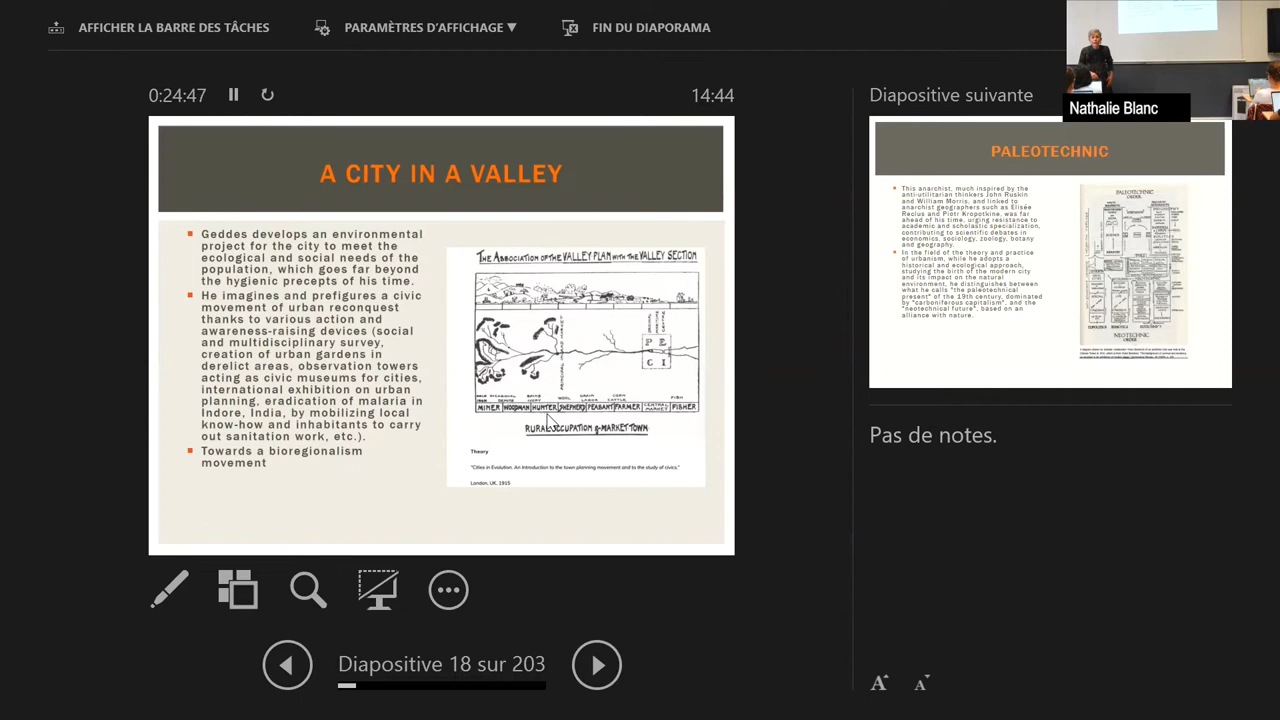 AFFICHER LA BARRE DES TÂCHES
PARAMÈTRES D'AFFICHAGE
FIN DU DIAPORAMA
Nathalie Blanc
0:24:47
14:44
A CITY IN A VALLEY
Geddes develops an environmental
project for the city to meet the
ecological and social needs of the
population, which goes far beyond
the hygienic precepts of his time.
He imagines and prefigures a civic
movement of urban reconquest
thanks to various action and
awareness-raising devices (social
and multidisciplinary survey,
creation of urban gardens in
derelict areas, observation towers
acting as civic museums for cities,
international exhibition on urban
planning, eradication of malaria in
Indore, India, by mobilizing local
know-how and inhabitants to carry
out sanitation work, etc.).
Towards a bioregionalism
movement
THE ASSOCIATION OF THE VALLEY PLAN WITH THE VALLEY SECTION
P E
C I
MINER WOODMAN HUNTER SHEPHERD PEASANT FARMER CENTRAL MARKET FISHER
RURAL OCCUPATION & MARKET TOWN
Theory
"Cities in Evolution. An Introduction to the town planning movement and to the study of civics."
London, UK, 1915
Diapositive suivante
PALEOTECHNIC
This anarchist, much inspired by the
anti-utilitarian thinkers John Ruskin
and William Morris, and linked to
anarchist geographers such as Elisée
Reclus and Piotr Kropotkine, was far
ahead of his time, urging resistance to
academic and scholastic specialization,
contributing to scientific debates in
economics, sociology, zoology, botany
and geography.
In the field of the theory and practice
of urbanism, while he adopts a
historical and ecological approach,
studying the birth of the modern city
and its impact on the natural
environment, he distinguishes between
what he calls "the paleotechnical
present" of the 19th century, dominated
by "carboniferous capitalism", and the
"neotechnical future", based on an
alliance with nature.
PALEOTECHNIC
ORDER
NEOTECHNIC
ORDER
Pas de notes.
Diapositive 18 sur 203
A A